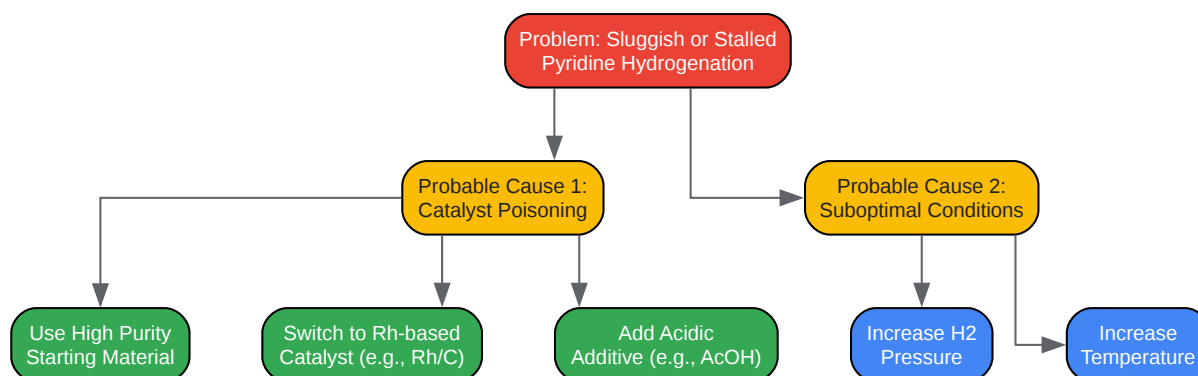 Problem: Sluggish or Stalled
Pyridine Hydrogenation
Probable Cause 1:
Catalyst Poisoning
Probable Cause 2:
Suboptimal Conditions
Use High Purity
Starting Material
Switch to Rh-based
Catalyst (e.g., Rh/C)
Add Acidic
Additive (e.g., AcOH)
Increase H2
Pressure
Increase
Temperature